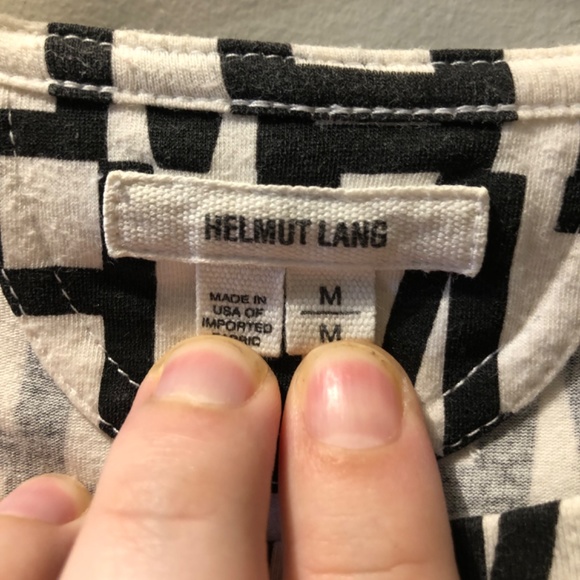 HELMUT LANG
MADE IN
USA OF
IMPORTED
FABRIC
M
M